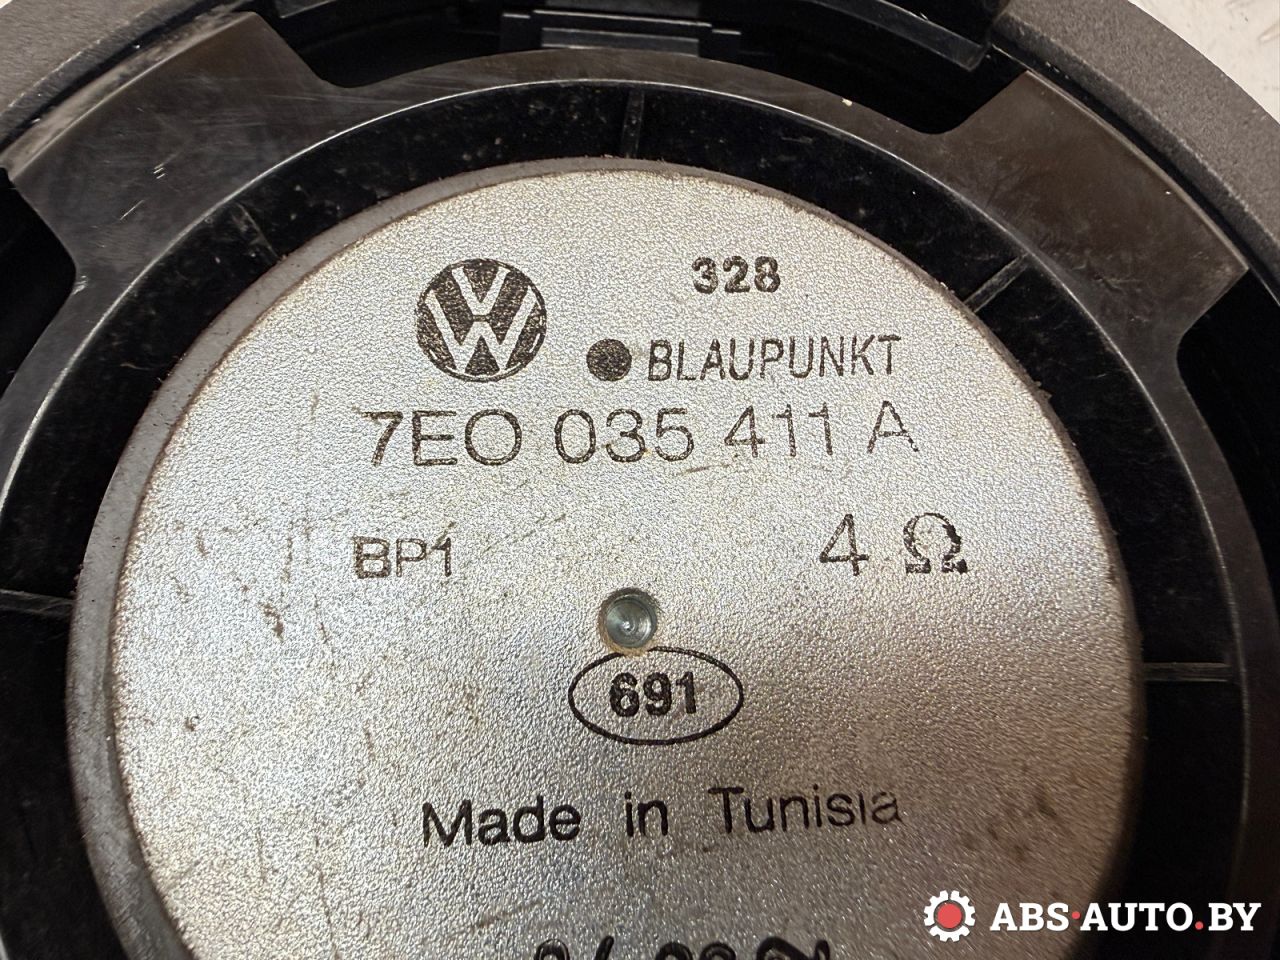 328
BLAUPUNKT
7E0 035 411 A
BP1 4 Ω
691
Made in Tunisia
ABS-AUTO.BY